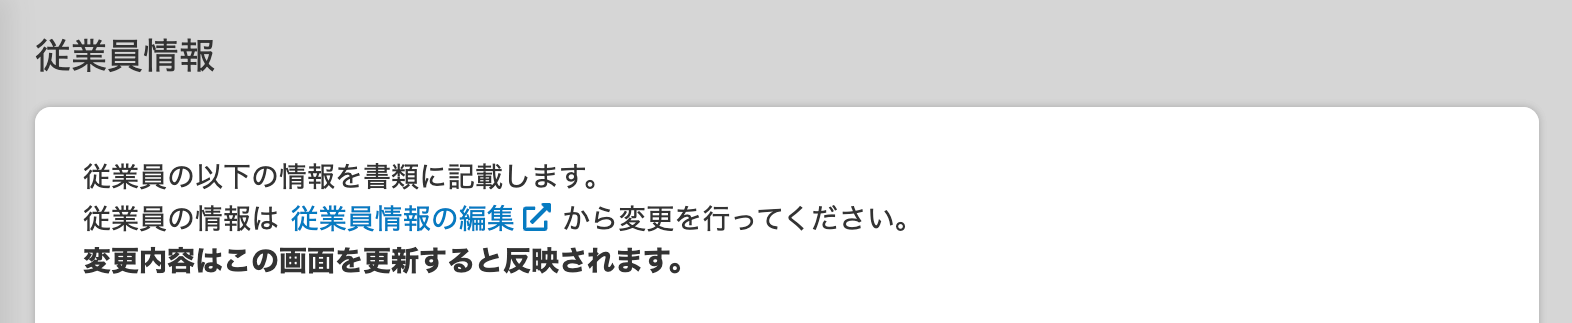 従業員情報
従業員の以下の情報を書類に記載します。
従業員の情報は 従業員情報の編集 から変更を行ってください。
変更内容はこの画面を更新すると反映されます。